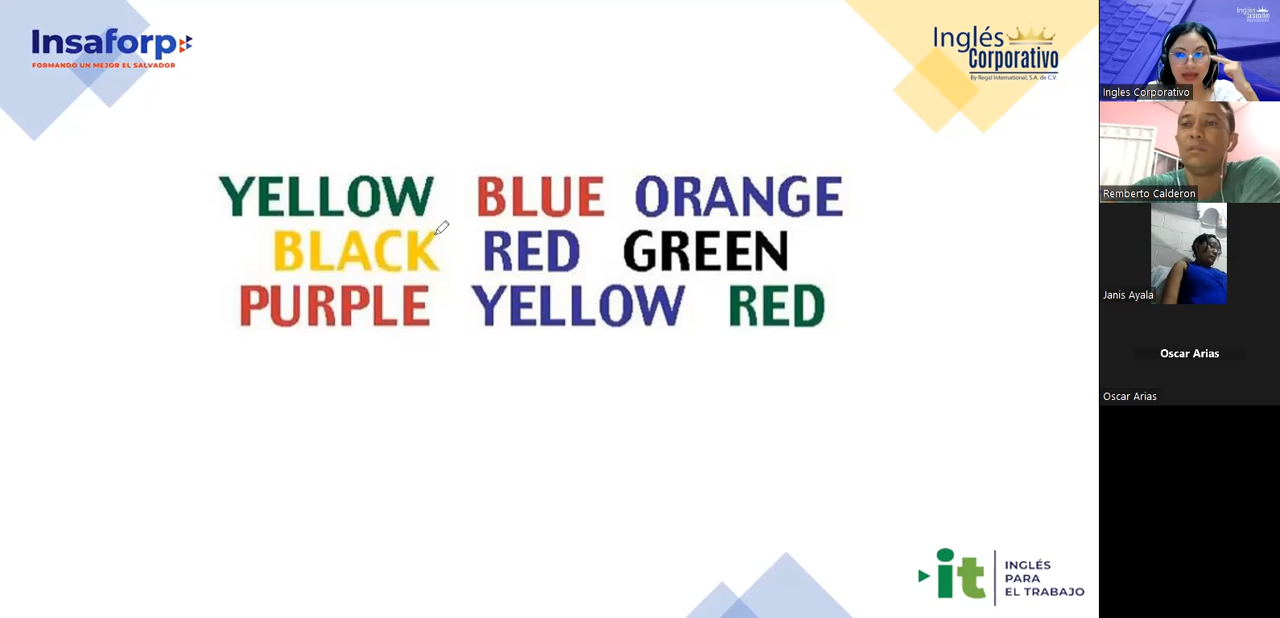 Insaforp
FORMANDO UN MEJOR EL SALVADOR
Inglés
Corporativo
By Regal International, S.A. de C.V.
YELLOW BLUE ORANGE
BLACK RED GREEN
PURPLE YELLOW RED
it
INGLÉS
PARA
EL TRABAJO
Ingles Corporativo
Remberto Calderon
Janis Ayala
Oscar Arias
Oscar Arias